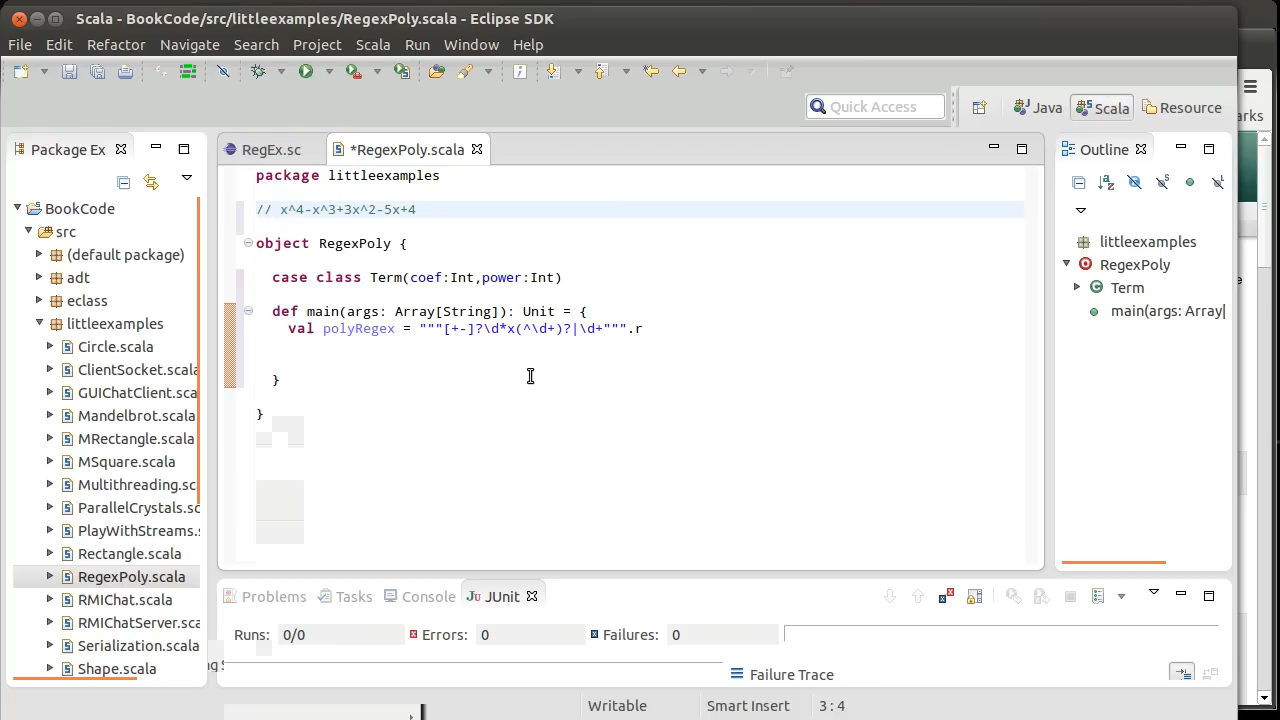 Scala - BookCode/src/littleexamples/RegexPoly.scala - Eclipse SDK
File Edit Refactor Navigate Search Project Scala Run Window Help
Quick Access
Java
Scala
Resource
arks
Package Ex
BookCode
src
(default package)
adt
eclass
littleexamples
Circle.scala
ClientSocket.scala
GUIChatClient.sca
Mandelbrot.scala
MRectangle.scala
MSquare.scala
Multithreading.sc
ParallelCrystals.sc
PlayWithStreams.s
Rectangle.scala
RegexPoly.scala
RMIChat.scala
RMIChatServer.sca
Serialization.scala
Shape.scala
RegEx.sc
*RegexPoly.scala
package littleexamples
// x^4-x^3+3x^2-5x+4
object RegexPoly {
case class Term(coef:Int,power:Int)
def main(args: Array[String]): Unit = {
val polyRegex = """[+-]?\d*x(^\d+)?|\d+""".r
}
}
Outline
littleexamples
RegexPoly
Term
main(args: Array[
Problems Tasks Console JUnit
Runs: 0/0 Errors: 0 Failures: 0
Failure Trace
Writable Smart Insert 3 : 4